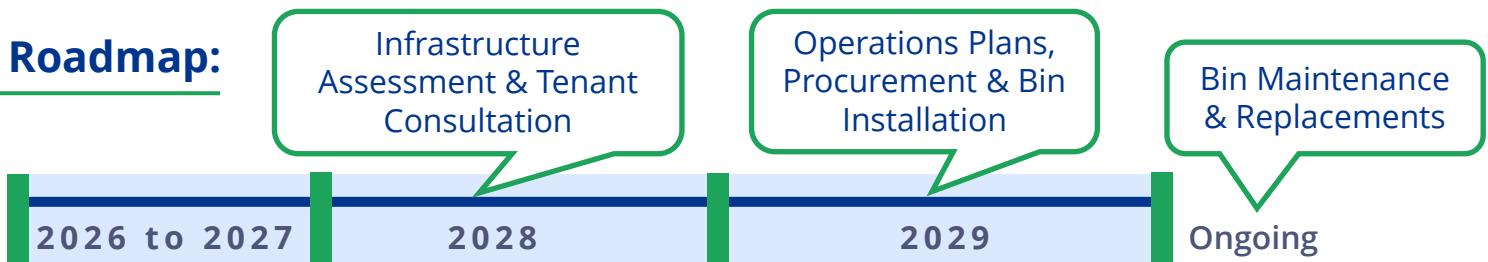 Roadmap:
Infrastructure
Assessment & Tenant
Consultation
Operations Plans,
Procurement & Bin
Installation
Bin Maintenance
& Replacements
2026 to 2027
2028
2029
Ongoing